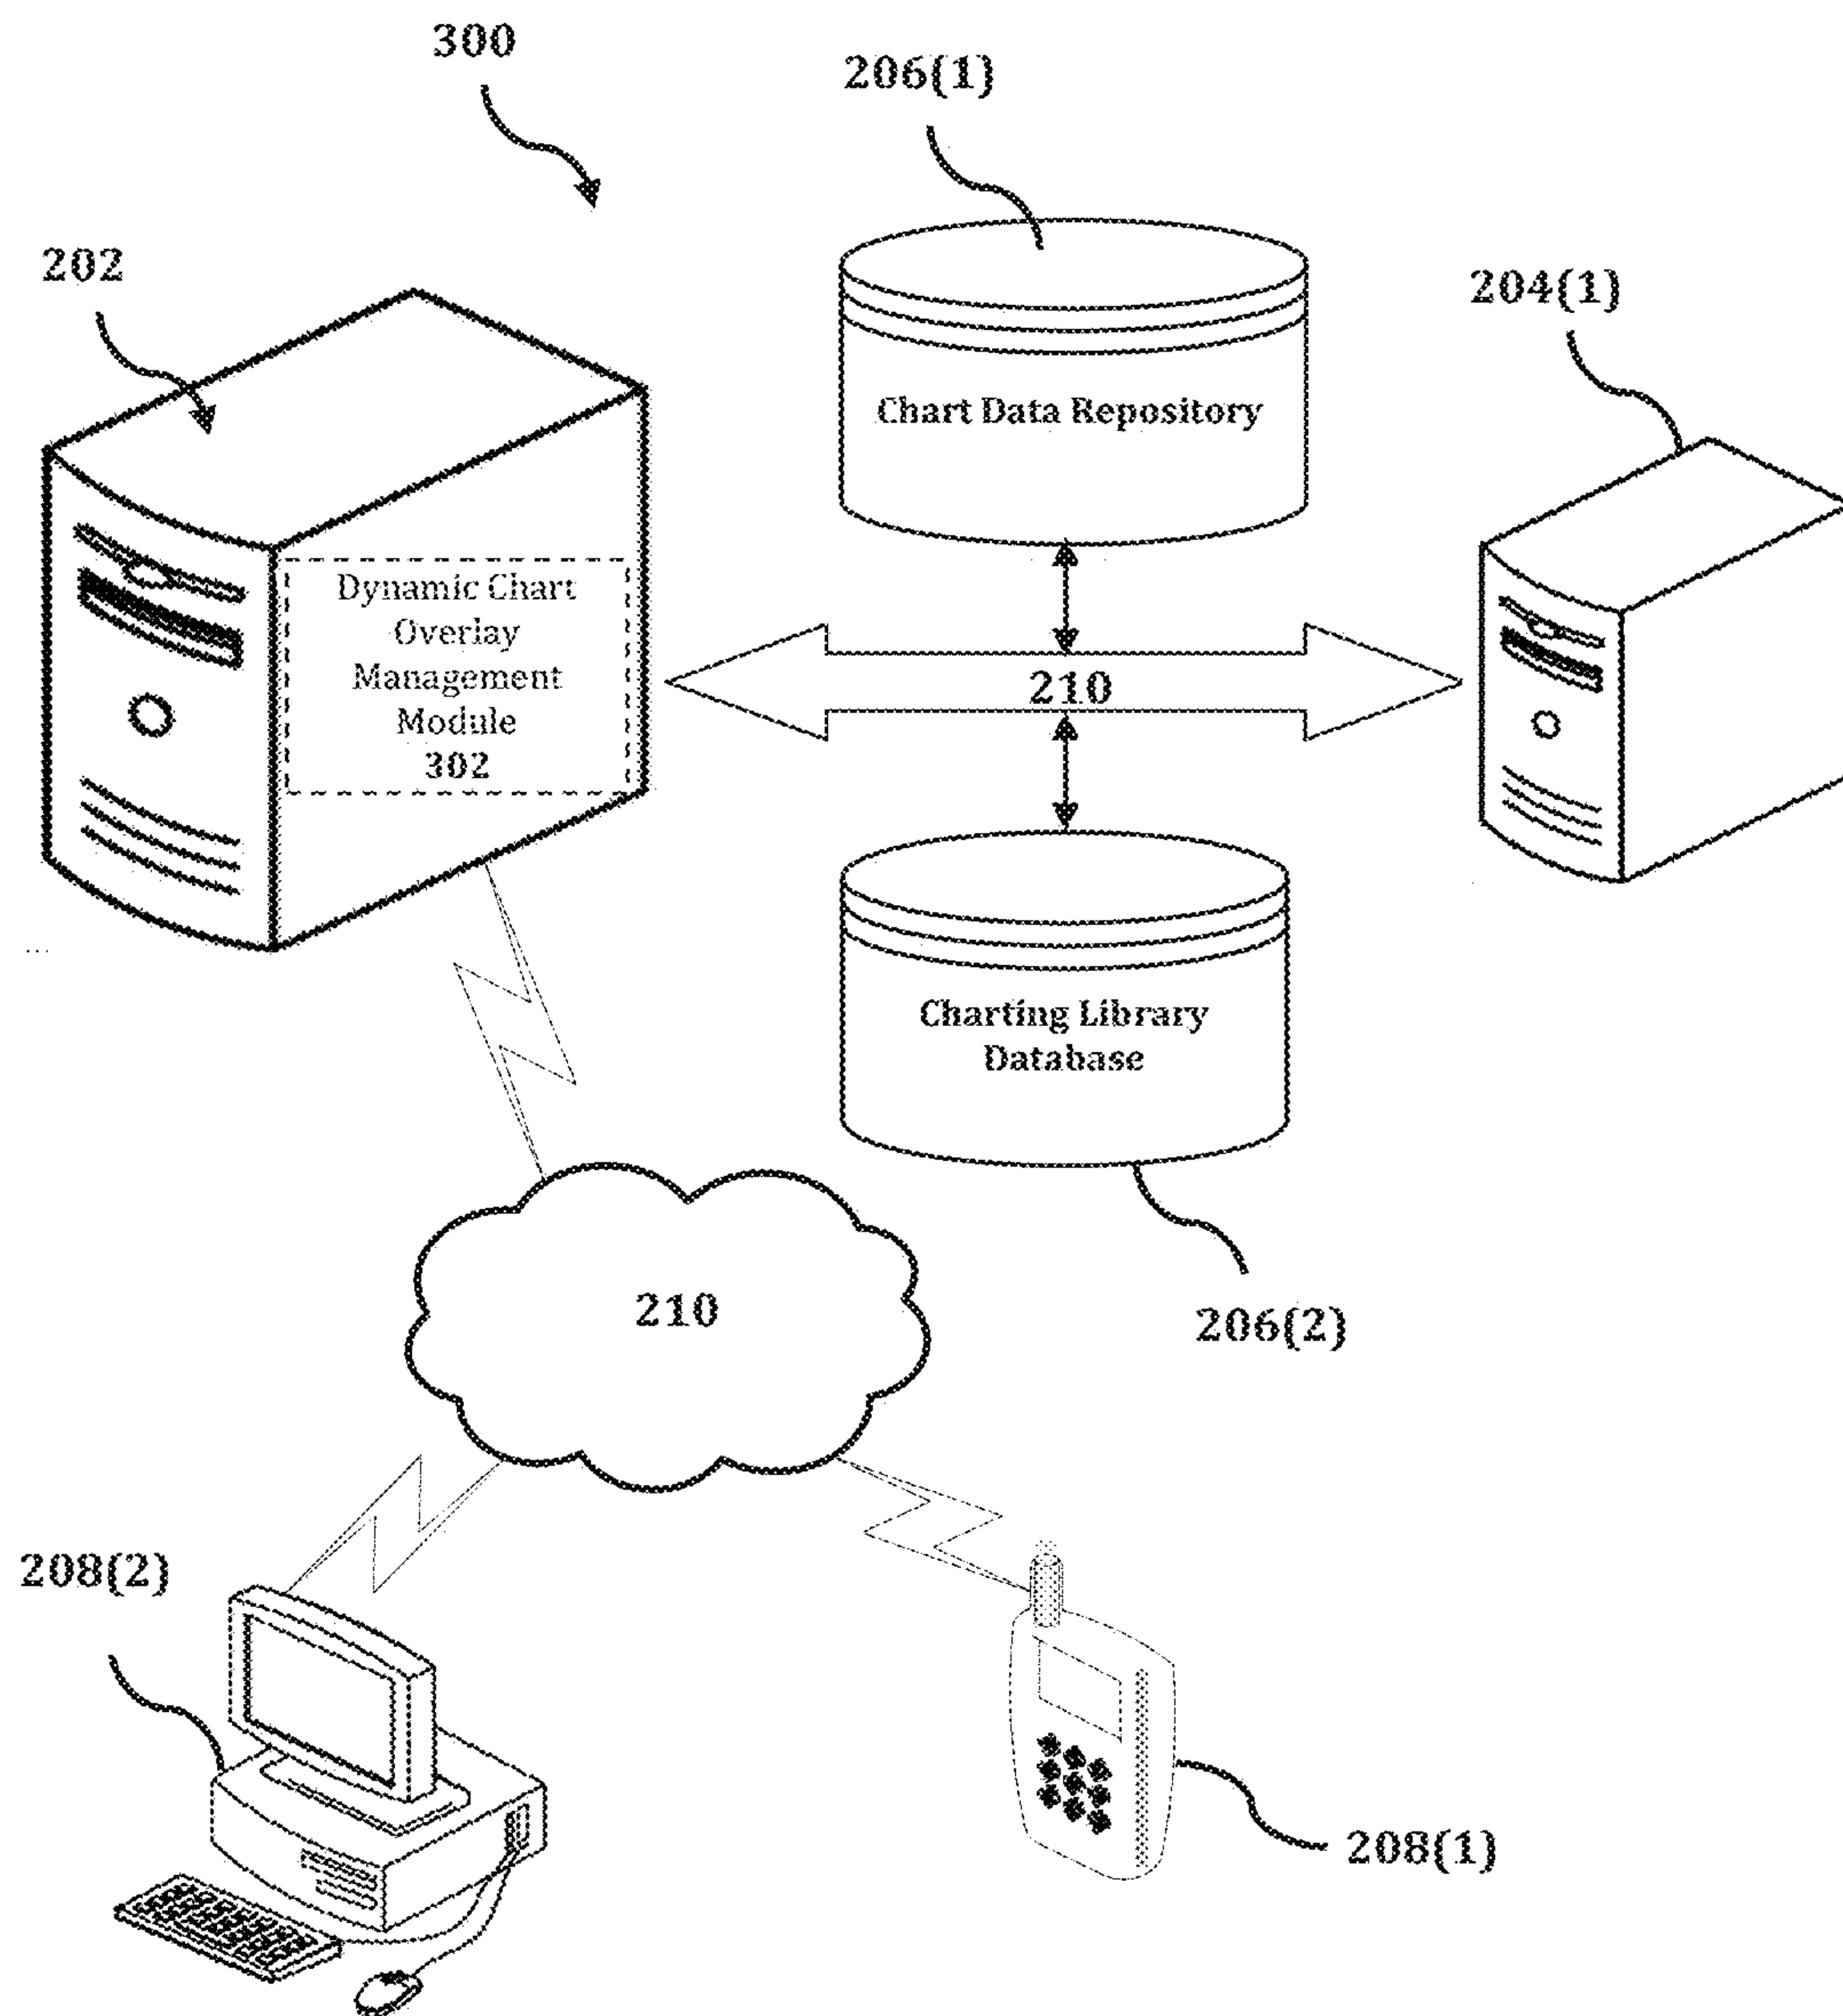 300
206(1)
202
204(1)
Chart Data Repository
Dynamic Chart
Overlay
Management
Module
302
210
Charting Library
Database
210
206(2)
208(2)
208(1)